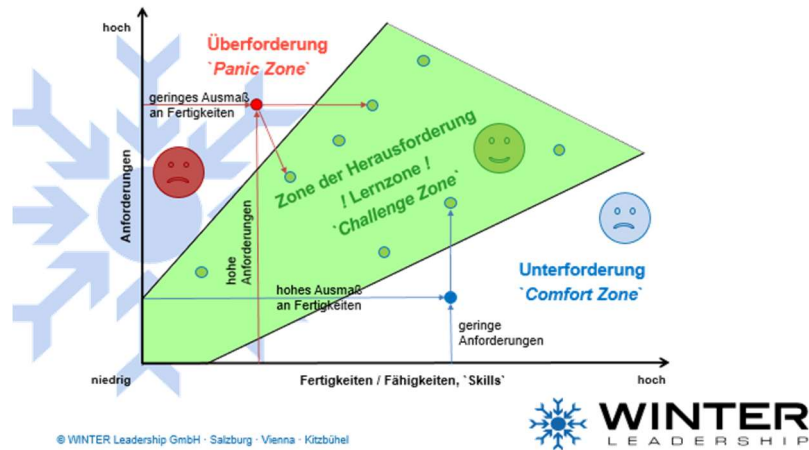 hoch
Überforderung
`Panic Zone`
geringes Ausmaß
an Fertigkeiten
Anforderungen
Zone der Herausforderung
! Lernzone !
`Challenge Zone`
hohe
Anforderungen
hohes Ausmaß
an Fertigkeiten
Unterforderung
`Comfort Zone`
geringe
Anforderungen
niedrig
Fertigkeiten / Fähigkeiten, `Skills`
hoch
© WINTER Leadership GmbH · Salzburg · Vienna · Kitzbühel
WINTER
LEADERSHIP